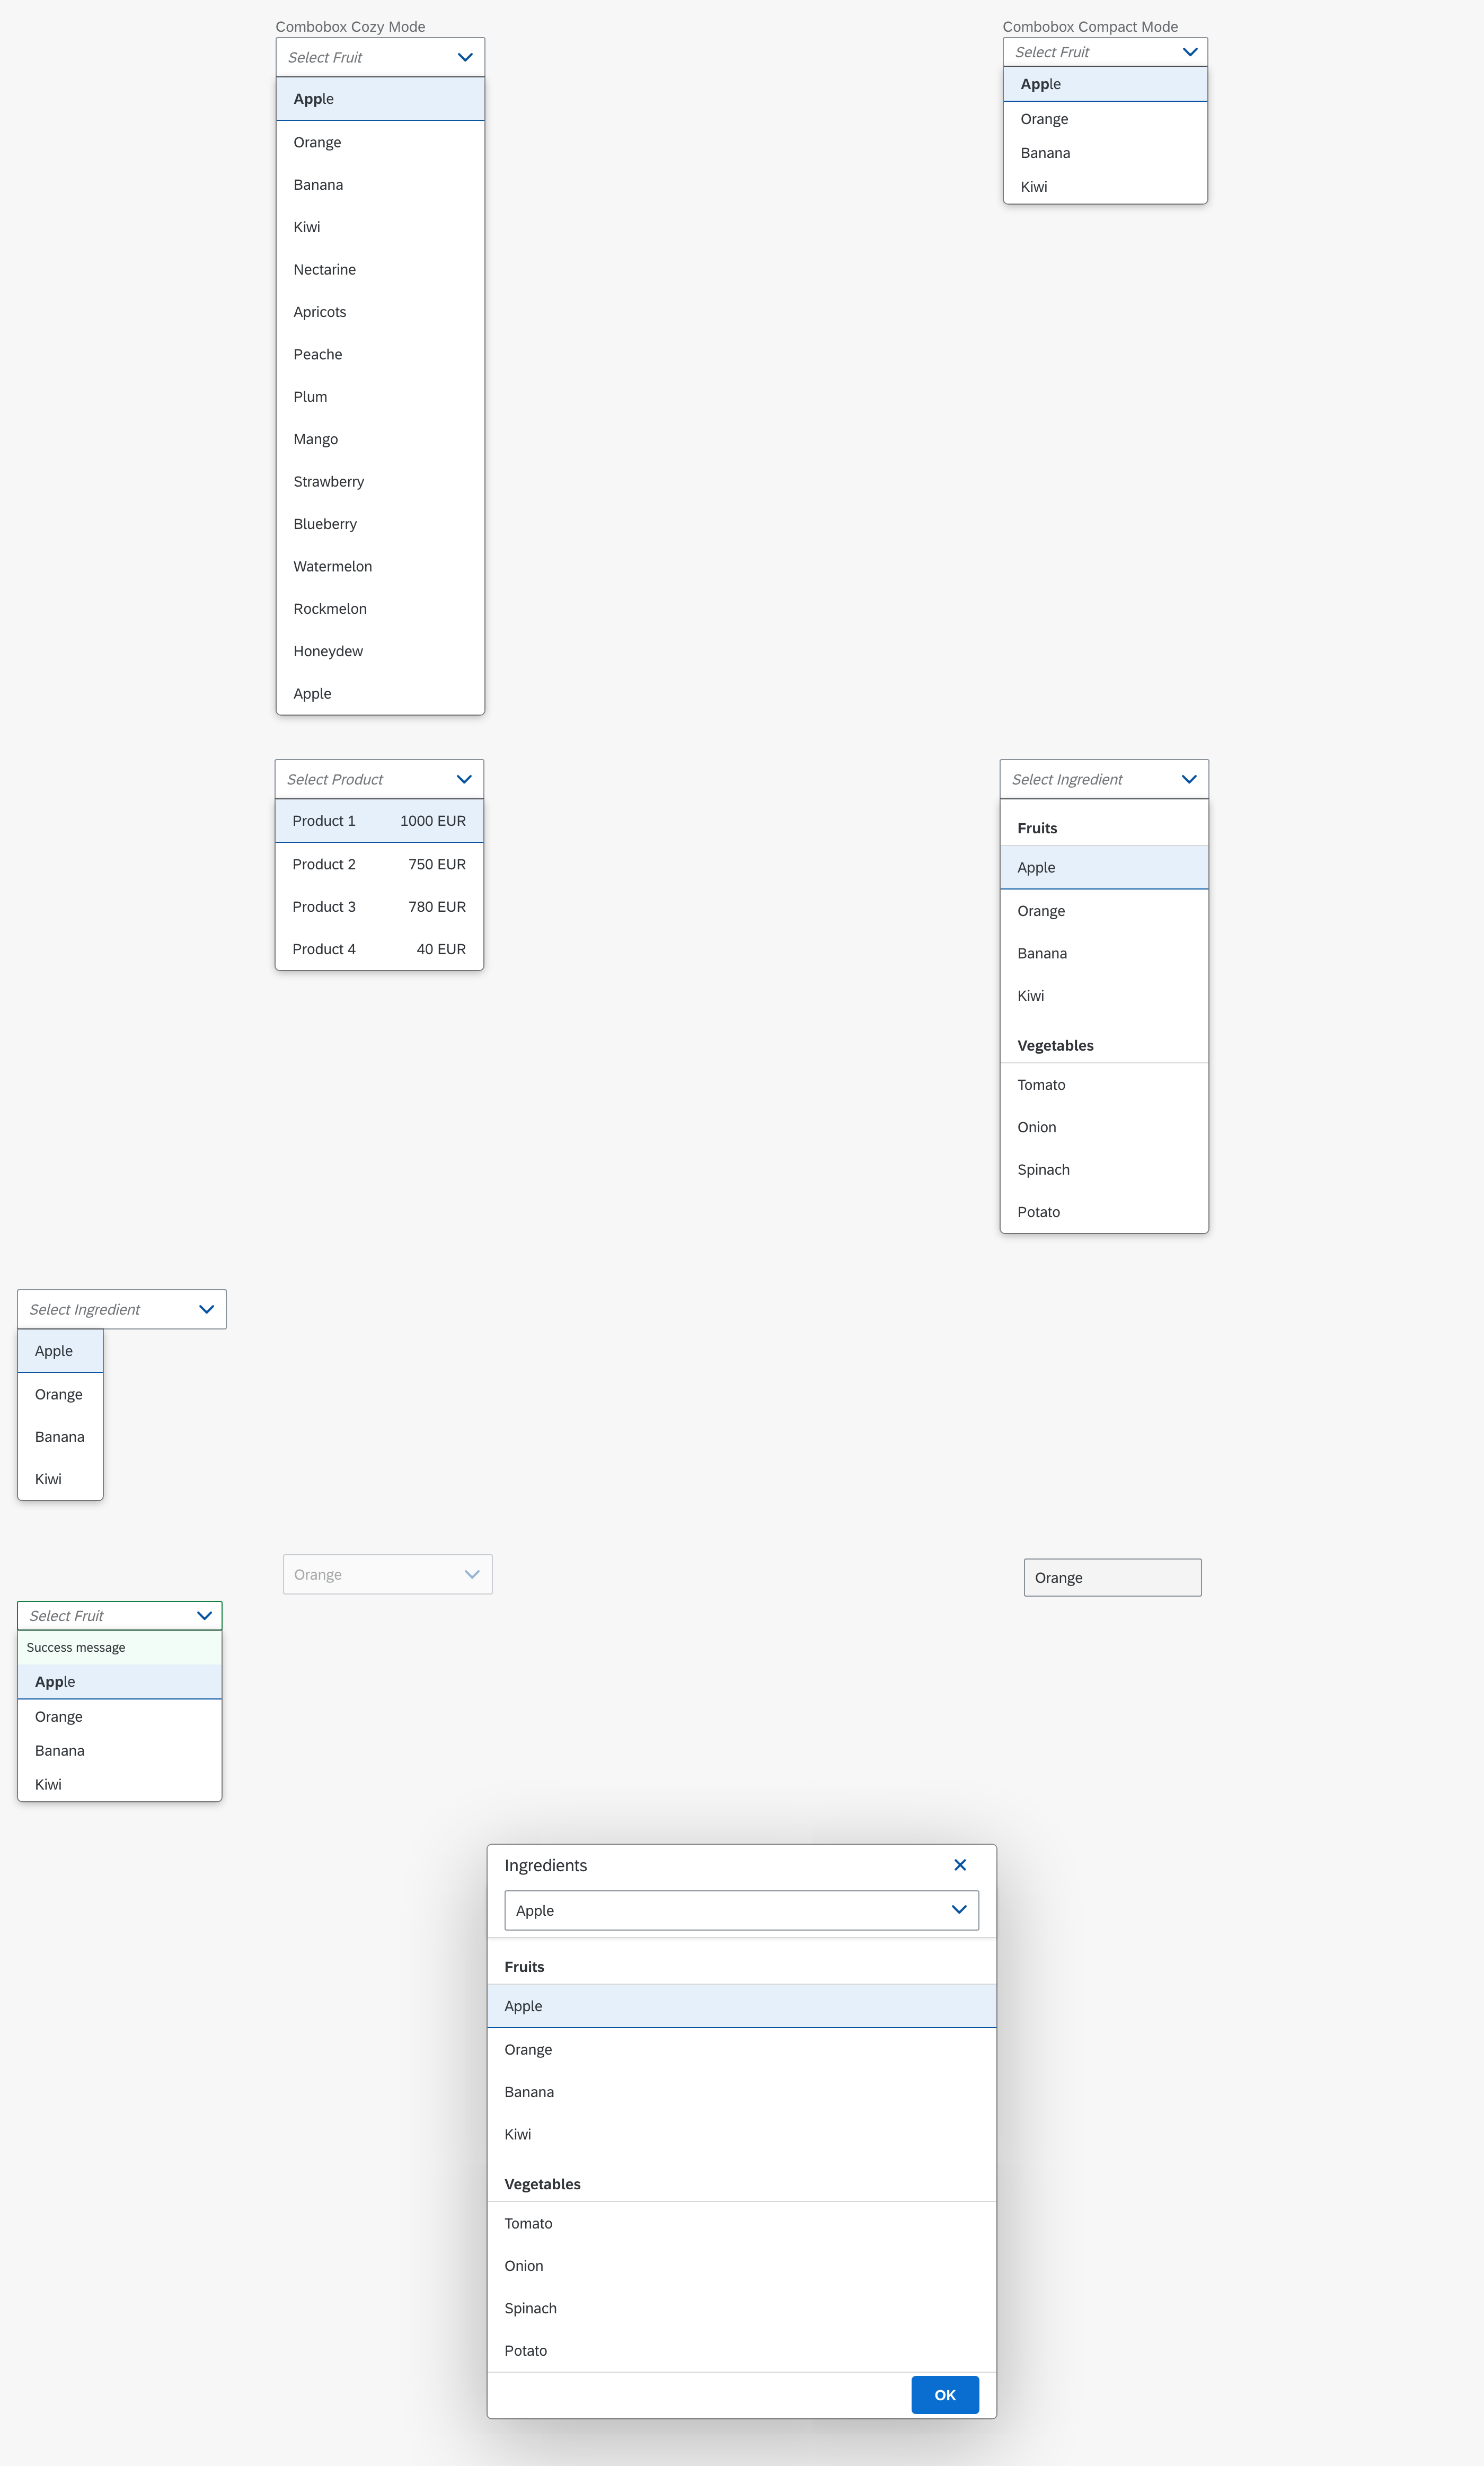 Combobox Cozy Mode
Select Fruit
Apple
Orange
Banana
Kiwi
Nectarine
Apricots
Peache
Plum
Mango
Strawberry
Blueberry
Watermelon
Rockmelon
Honeydew
Apple
Combobox Compact Mode
Select Fruit
Apple
Orange
Banana
Kiwi
Select Product
Product 1 1000 EUR
Product 2 750 EUR
Product 3 780 EUR
Product 4 40 EUR
Select Ingredient
Fruits
Apple
Orange
Banana
Kiwi
Vegetables
Tomato
Onion
Spinach
Potato
Select Ingredient
Apple
Orange
Banana
Kiwi
Orange
Orange
Select Fruit
Success message
Apple
Orange
Banana
Kiwi
Ingredients
Apple
Fruits
Apple
Orange
Banana
Kiwi
Vegetables
Tomato
Onion
Spinach
Potato
OK